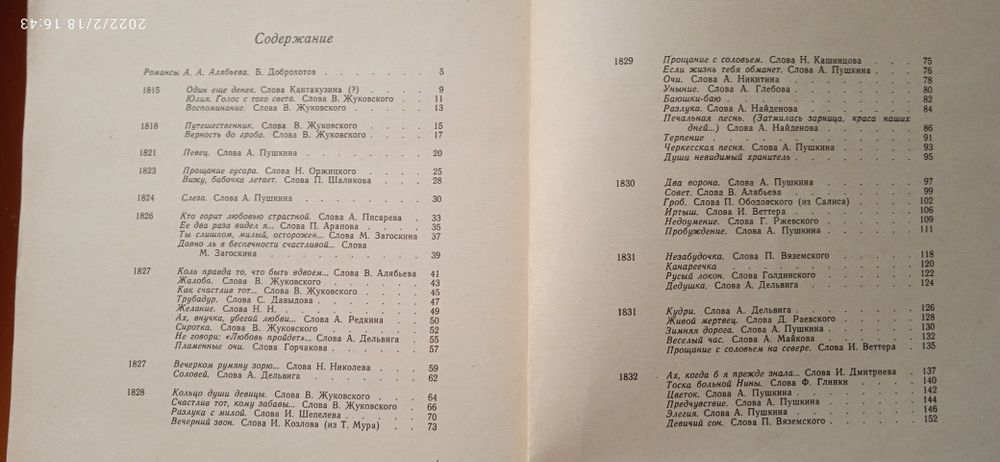 2022/2/18 16:43
Содержание
Романсы А. А. Алябьева. Б. Доброхотов . . . . . . . 5
1815 Один еще денек. Слова Кантакузина (?) . . . . 9
Юлия. Голос с того света. Слова В. Жуковского . . . 11
Воспоминание. Слова В. Жуковского . . . . . . 13
1818 Путешественник. Слова В. Жуковского . . . . . 15
Верность до гроба. Слова В. Жуковского . . . . . 17
1821 Певец. Слова А. Пушкина . . . . . . . . . 20
1823 Прощание гусара. Слова Н. Оржицкого . . . . . 25
Вижу, бабочка летает. Слова П. Шаликова . . . . 28
1824 Слеза. Слова А. Пушкина . . . . . . . . . 30
1826 Кто горит любовью страстной. Слова А. Писарева . . 33
Ее два раза видел я... Слова П. Арапова . . . . . 35
Ты слишком, милый, осторожен... Слова М. Загоскина 37
Давно ль в беспечности счастливой... Слова
М. Загоскина . . . . . . . . . . . . . 39
1827 Коль правда то, что быть вдвоем... Слова В. Алябьева 41
Жалоба. Слова В. Жуковского . . . . . . . 43
Как счастлив тот... Слова В. Жуковского . . . . 45
Трубадур. Слова С. Давыдова . . . . . . . . 47
Желание. Слова Н. Н. . . . . . . . . . . 49
Ах, внучка, убегай любви... Слова А. Редкина . . . 50
Сиротка. Слова В. Жуковского . . . . . . . 52
Не говори: «Любовь пройдет»... Слова А. Дельвига 55
Пламенные очи. Слова Горчакова . . . . . . . 57
1827 Вечерком румяну зорю... Слова Н. Николева . . . 59
Соловей. Слова А. Дельвига . . . . . . . . 62
1828 Кольцо души девицы. Слова В. Жуковского . . . . 64
Счастлив тот, кому забавы... Слова В. Жуковского . . 66
Разлука с милой. Слова И. Шепелева . . . . . . 70
Вечерний звон. Слова И. Козлова (из Т. Мура) . . . 73
1829 Прощание с соловьем. Слова Н. Кашинцова . . . . 75
Если жизнь тебя обманет. Слова А. Пушкина . . . . 76
Очи. Слова А. Никитина . . . . . . . . . 78
Уныние. Слова А. Глебова . . . . . . . . . 80
Баюшки-баю . . . . . . . . . . . . . 82
Разлука. Слова А. Найденова . . . . . . . . 84
Печальная песнь. (Затмилась зарница, краса наших
дней...) Слова А. Найденова . . . . . . . . 86
Терпение . . . . . . . . . . . . . . 91
Черкесская песня. Слова А. Пушкина . . . . . . 93
Души невидимый хранитель . . . . . . . . . 95
1830 Два ворона. Слова А. Пушкина . . . . . . . 97
Совет. Слова В. Алябьева . . . . . . . . . 99
Гроб. Слова П. Ободовского (из Салиса) . . . . . 102
Иртыш. Слова И. Веттера . . . . . . . . . 106
Недоумение. Слова Г. Ржевского . . . . . . . 109
Пробуждение. Слова А. Пушкина . . . . . . . 111
1831 Незабудочка. Слова П. Вяземского . . . . . . 118
Канареечка . . . . . . . . . . . . . 120
Русый локон. Слова Голдинского . . . . . . . 122
Дедушка. Слова А. Дельвига . . . . . . . . 124
1831 Кудри. Слова А. Дельвига . . . . . . . . . 126
Живой мертвец. Слова Д. Раевского . . . . . . 128
Зимняя дорога. Слова А. Пушкина . . . . . . . 130
Веселый час. Слова А. Майкова . . . . . . . 132
Прощание с соловьем на севере. Слова И. Веттера . . 135
1832 Ах, когда б я прежде знала... Слова И. Дмитриева . . 137
Тоска больной Нины. Слова Ф. Глинки . . . . . 140
Цветок. Слова А. Пушкина . . . . . . . . . 142
Предчувствие. Слова А. Пушкина . . . . . . . 144
Элегия. Слова А. Пушкина . . . . . . . . . 146
Девичий сон. Слова П. Вяземского . . . . . . . 152